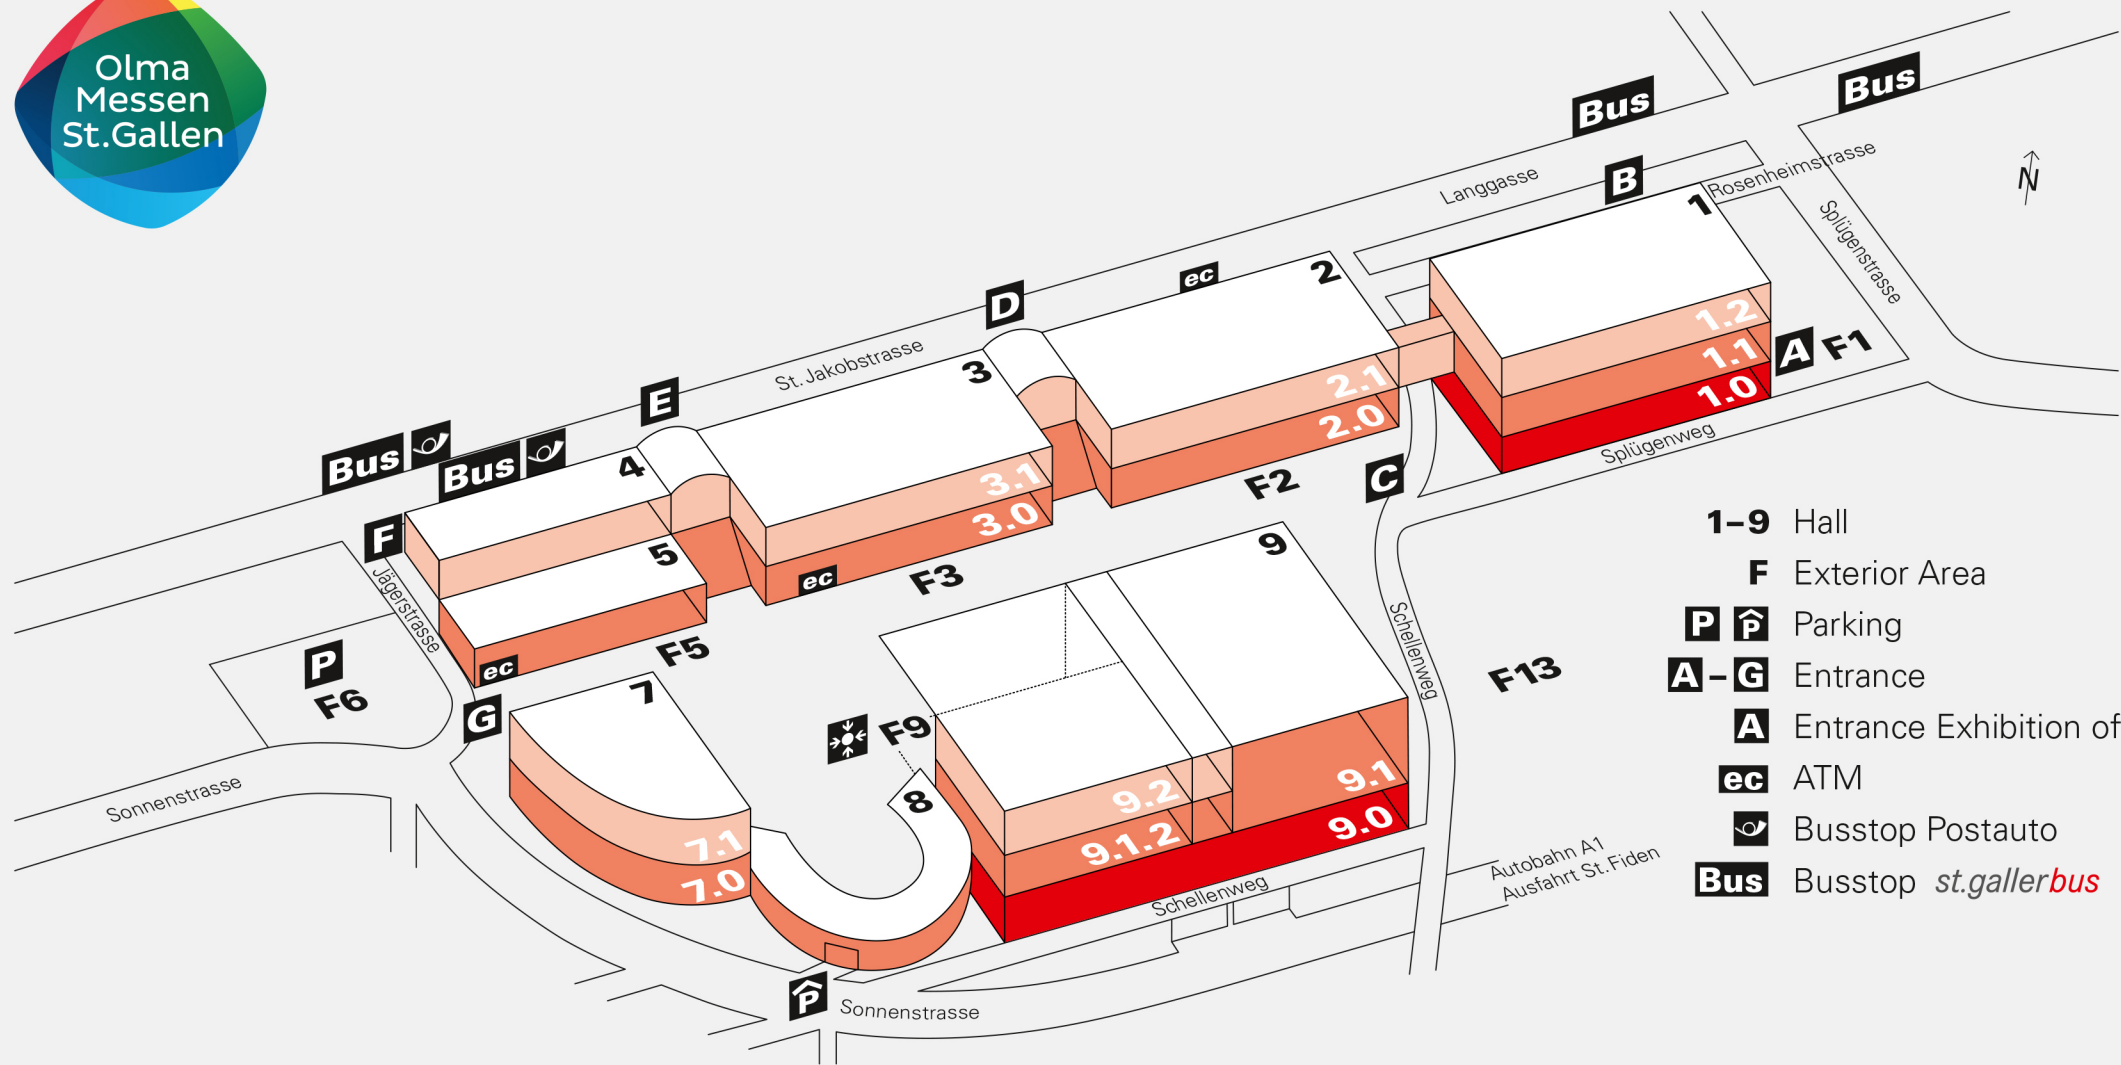 Olma
Messen
St.Gallen
Bus
Bus
Langgasse
B
Rosenheimstrasse
N
1
Splügenstrasse
ec
2
D
1.2
1.1
1.0
A F1
St. Jakobstrasse
3
2.1
2.0
E
Bus
Bus
4
Splügenweg
C
F2
3.1
3.0
F
5
ec
F3
9
Jägerstrasse
ec
F5
P
F6
G
7
Schellenweg
F13
F9
8
9.2
9.1
9.1.2
9.0
7.1
7.0
Sonnenstrasse
Schellenweg
Autobahn A1
Ausfahrt St. Fiden
P
Sonnenstrasse
1–9 Hall
F Exterior Area
P P Parking
A – G Entrance
A Entrance Exhibition of
ec ATM
Busstop Postauto
Bus Busstop st.gallerbus